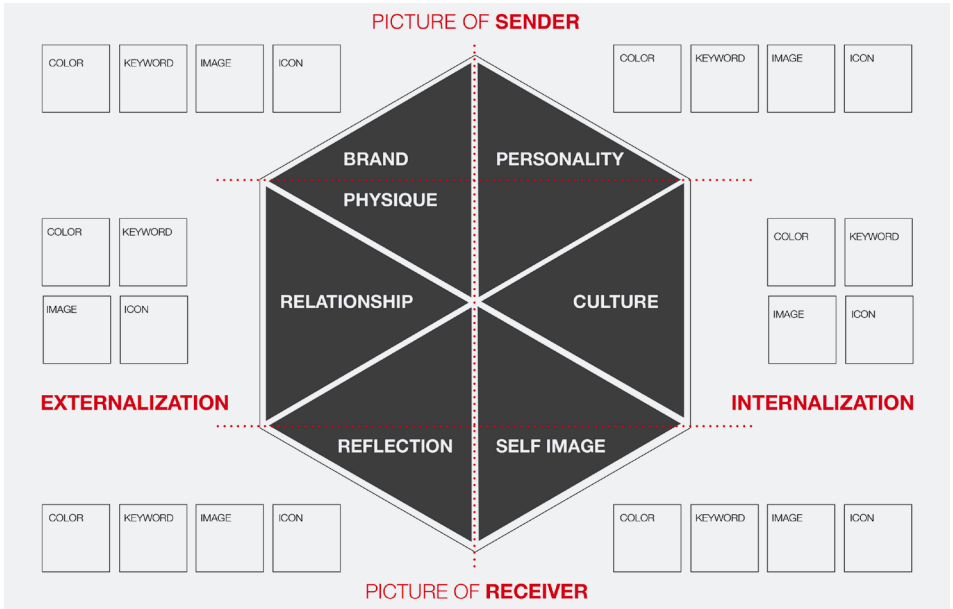 PICTURE OF SENDER
COLOR KEYWORD IMAGE ICON
COLOR KEYWORD IMAGE ICON
BRAND
PHYSIQUE
PERSONALITY
COLOR KEYWORD
IMAGE ICON
RELATIONSHIP
CULTURE
COLOR KEYWORD
IMAGE ICON
EXTERNALIZATION
INTERNALIZATION
REFLECTION
SELF IMAGE
COLOR KEYWORD IMAGE ICON
COLOR KEYWORD IMAGE ICON
PICTURE OF RECEIVER